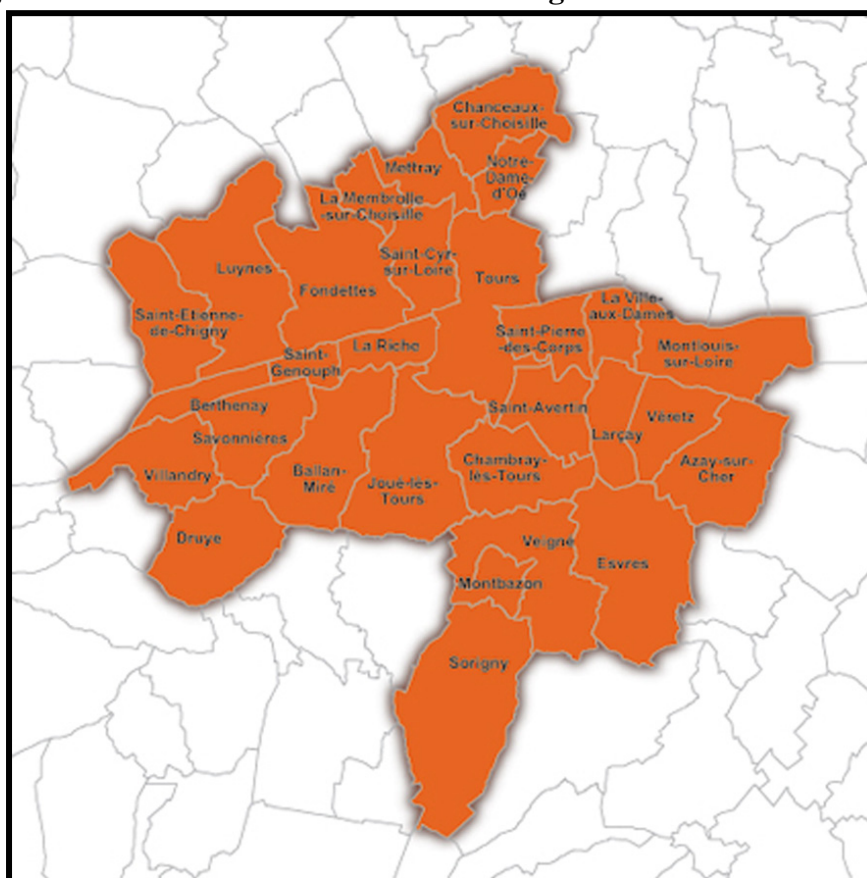 Chanceaux-
sur-Choisille
Mettray
Notre-
Dame-
d'Oé
La Membrolle
-sur-Choisille
Luynes
Saint-Cyr-
sur-Loire
Tours
Fondettes
Saint-Etienne-
de-Chigny
La Ville-
aux-Dames
Saint-Pierre
-des-Corps
La Riche
Saint-
Genouph
Montlouis-
sur-Loire
Berthenay
Saint-Avertin
Véretz
Savonnières
Larçay
Villandry
Ballan-
Miré
Joué-lès-
Tours
Chambray-
lès-Tours
Azay-sur-
Cher
Druye
Veigné
Esvres
Montbazon
Sorigny